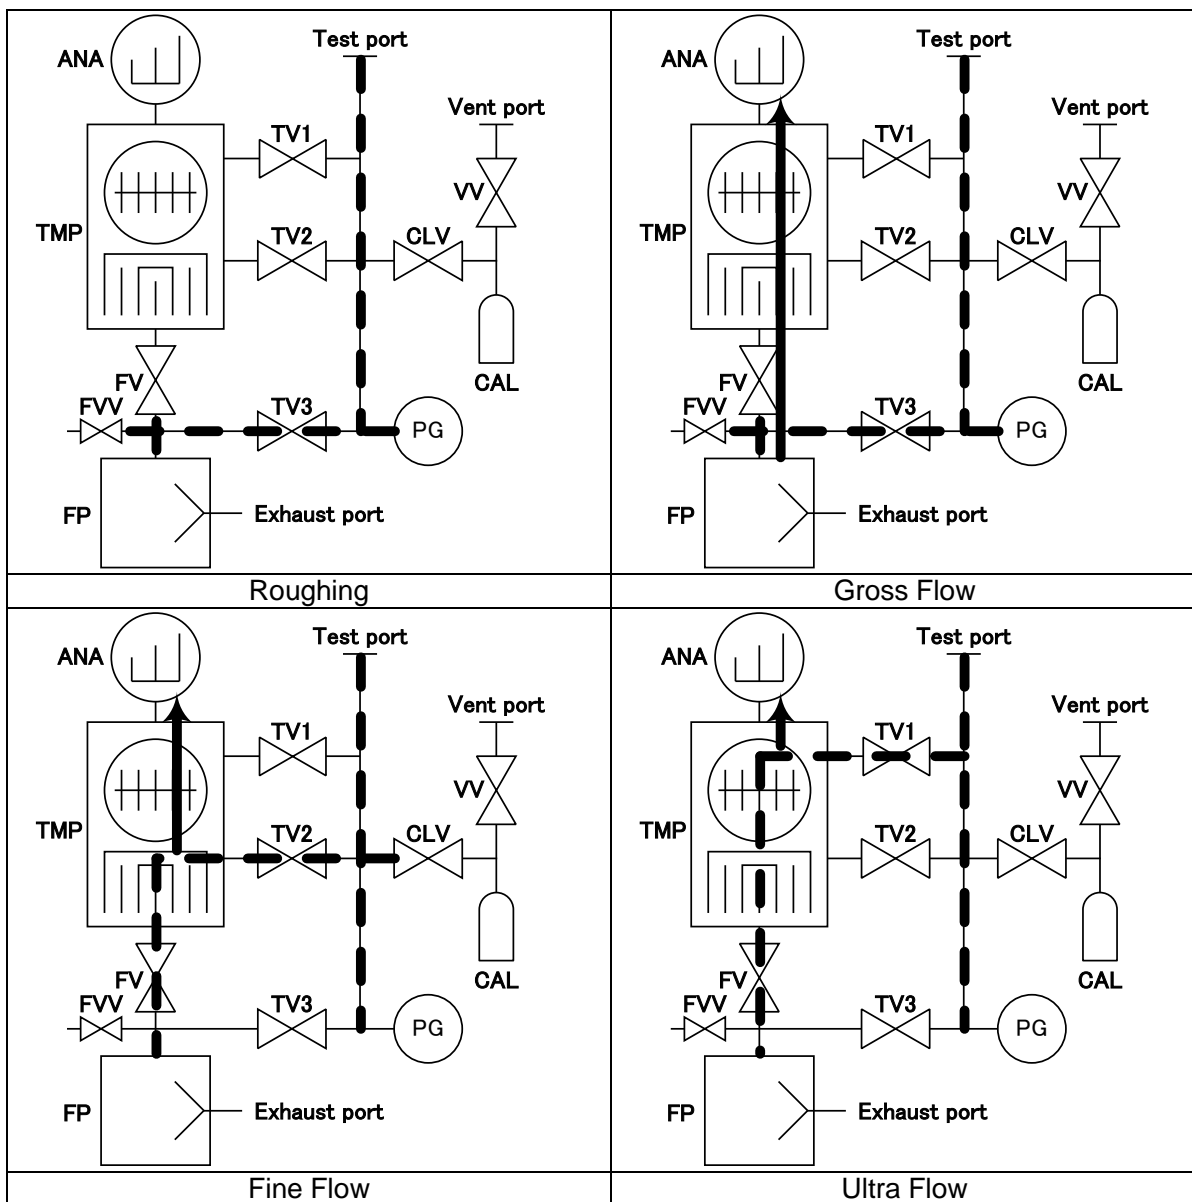 Test port
ANA
Vent port
TV1
VV
TMP
TV2
CLV
FV
CAL
FVV
TV3
PG
FP
Exhaust port
Roughing
Test port
ANA
Vent port
TV1
VV
TMP
TV2
CLV
FV
CAL
FVV
TV3
PG
FP
Exhaust port
Gross Flow
Test port
ANA
Vent port
TV1
VV
TMP
TV2
CLV
FV
CAL
FVV
TV3
PG
FP
Exhaust port
Fine Flow
Test port
ANA
Vent port
TV1
VV
TMP
TV2
CLV
FV
CAL
FVV
TV3
PG
FP
Exhaust port
Ultra Flow